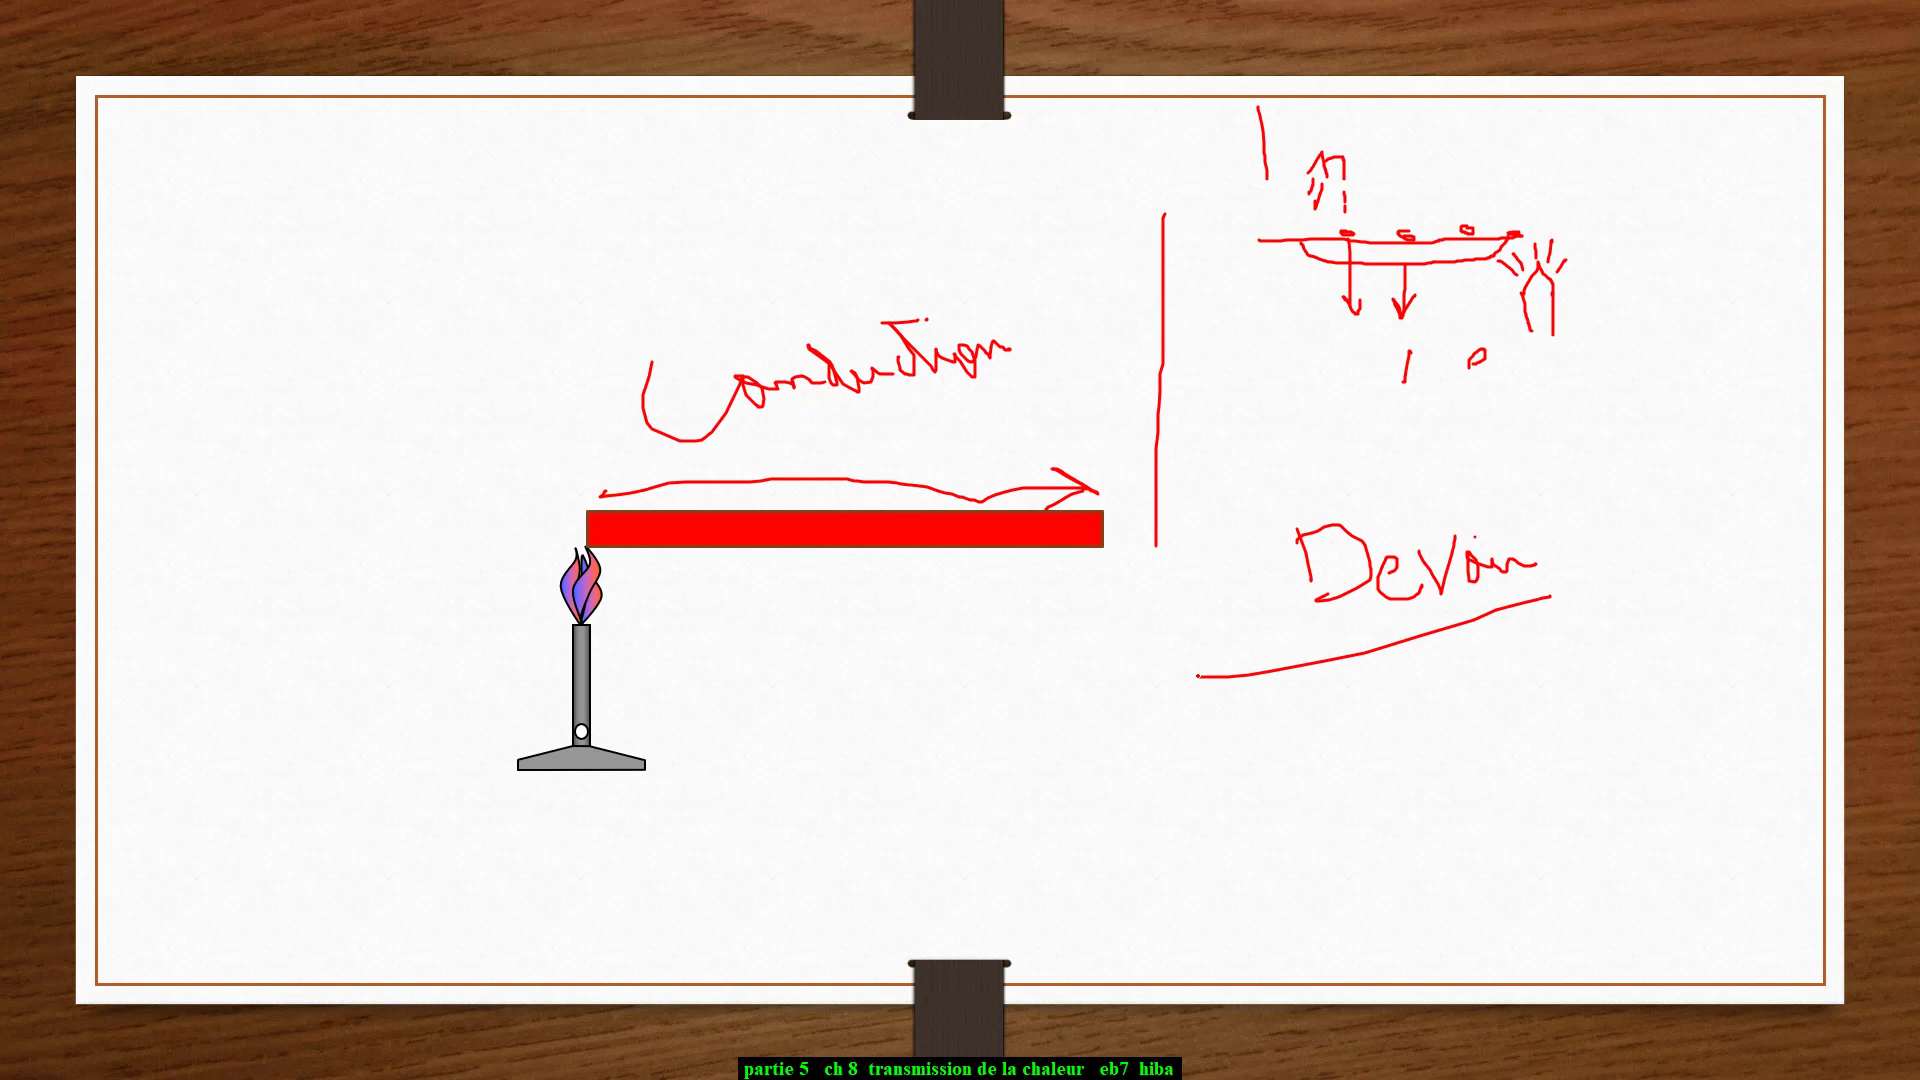 Conduction
Devoir
partie 5 ch 8 transmission de la chaleur eb7 hiba